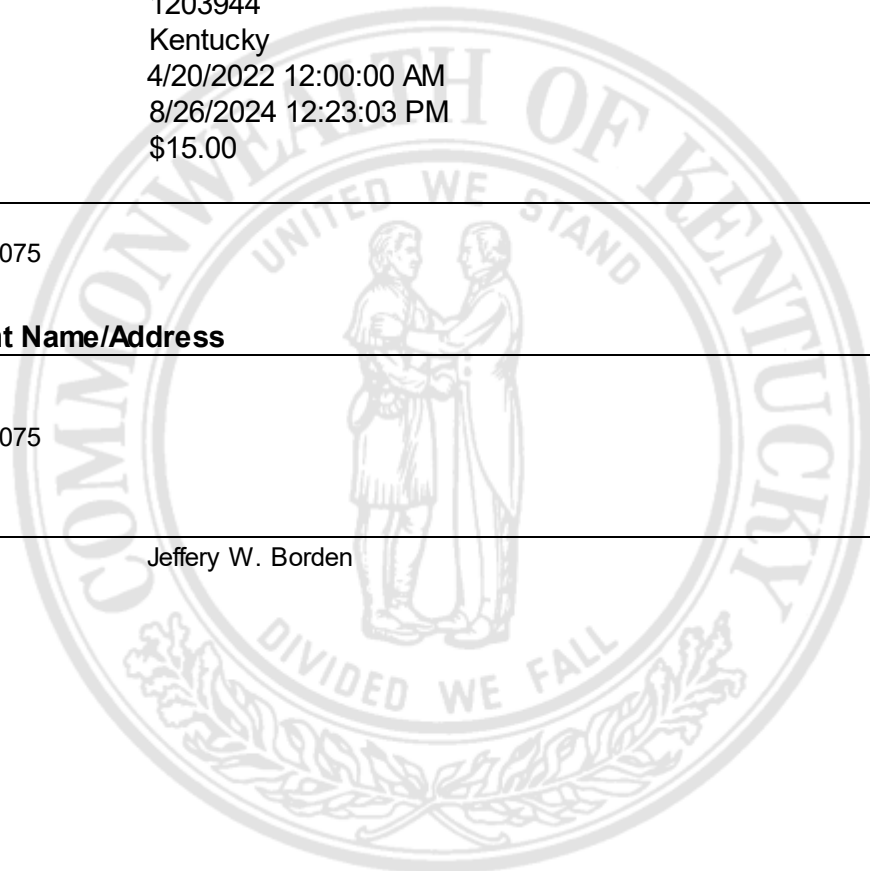 1203944
Kentucky
4/20/2022 12:00:00 AM
8/26/2024 12:23:03 PM
$15.00
075
t Name/Address
075
Jeffery W. Borden
COMMONWEALTH OF KENTUCKY
UNITED WE STAND
DIVIDED WE FALL